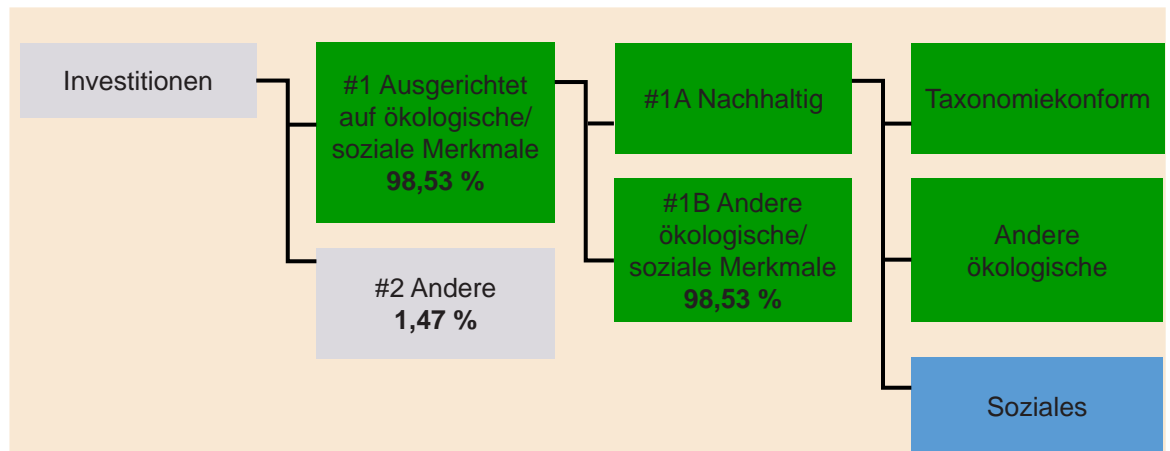 Investitionen
#1 Ausgerichtet
auf ökologische/
soziale Merkmale
98,53 %
#2 Andere
1,47 %
#1A Nachhaltig
#1B Andere
ökologische/
soziale Merkmale
98,53 %
Taxonomiekonform
Andere
ökologische
Soziales